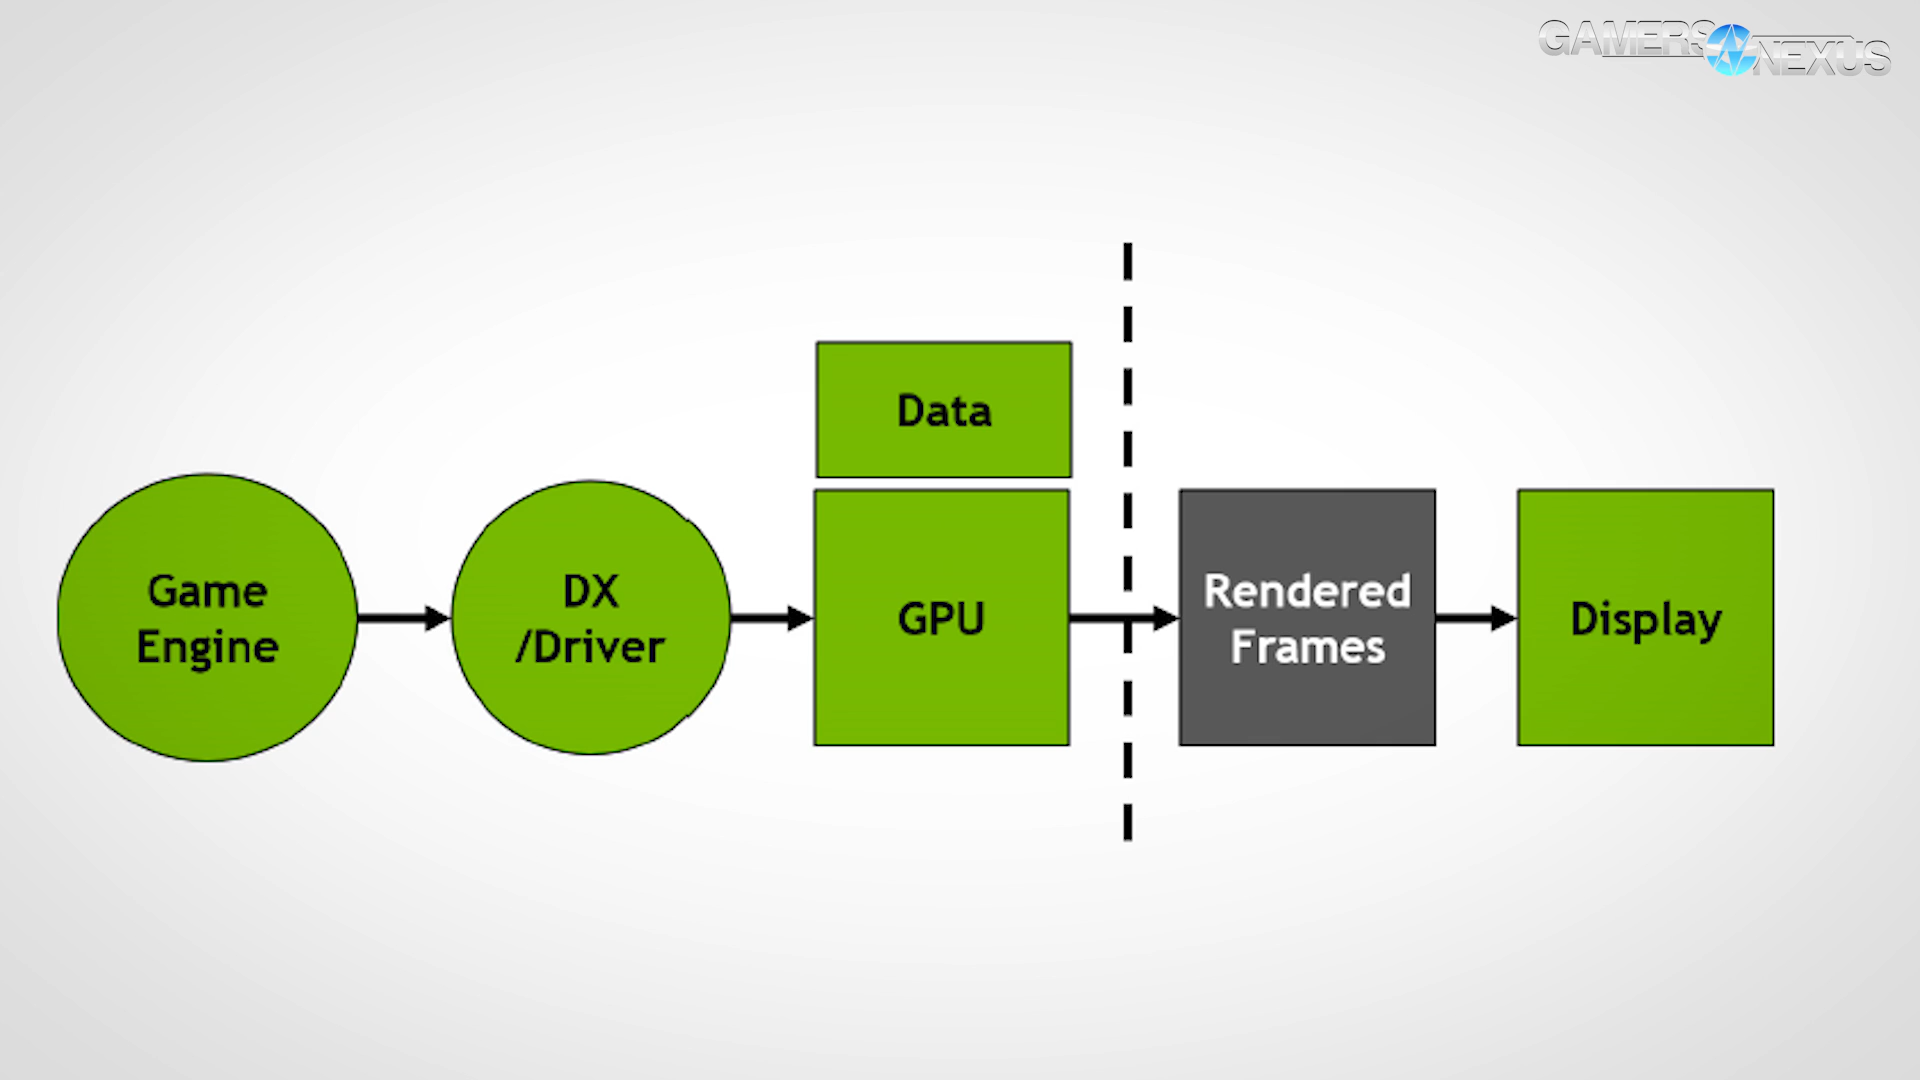 GAMERS NEXUS
Data
Game
Engine
DX
/Driver
GPU
Rendered
Frames
Display